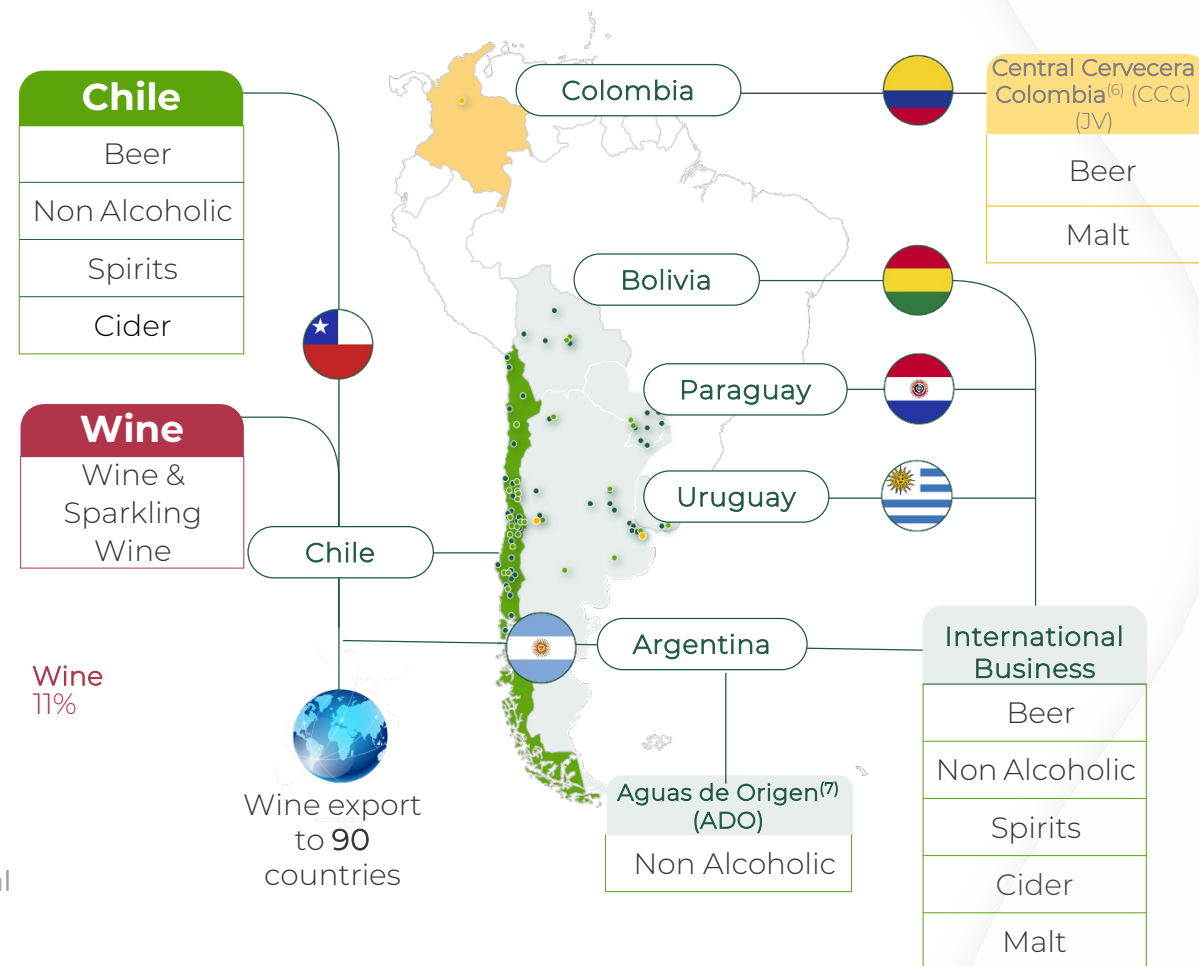 Chile
Beer
Non Alcoholic
Spirits
Cider
Wine
Wine &
Sparkling
Wine
Wine
11%
Chile
Wine export
to 90
countries
Colombia
Bolivia
Paraguay
Uruguay
Argentina
Aguas de Origen(7)
(ADO)
Non Alcoholic
Central Cervecera
Colombia(6) (CCC)
(JV)
Beer
Malt
International
Business
Beer
Non Alcoholic
Spirits
Cider
Malt